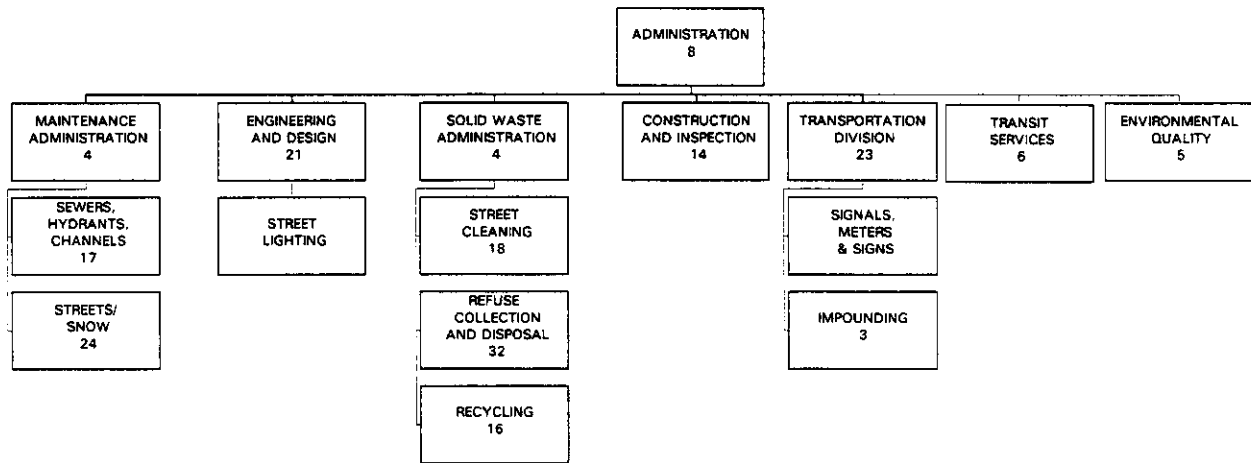 ADMINISTRATION
8
MAINTENANCE
ADMINISTRATION
4
ENGINEERING
AND DESIGN
21
SOLID WASTE
ADMINISTRATION
4
CONSTRUCTION
AND INSPECTION
14
TRANSPORTATION
DIVISION
23
TRANSIT
SERVICES
6
ENVIRONMENTAL
QUALITY
5
SEWERS,
HYDRANTS,
CHANNELS
17
STREET
LIGHTING
STREET
CLEANING
18
SIGNALS,
METERS
& SIGNS
STREETS/
SNOW
24
REFUSE
COLLECTION
AND DISPOSAL
32
IMPOUNDING
3
RECYCLING
16